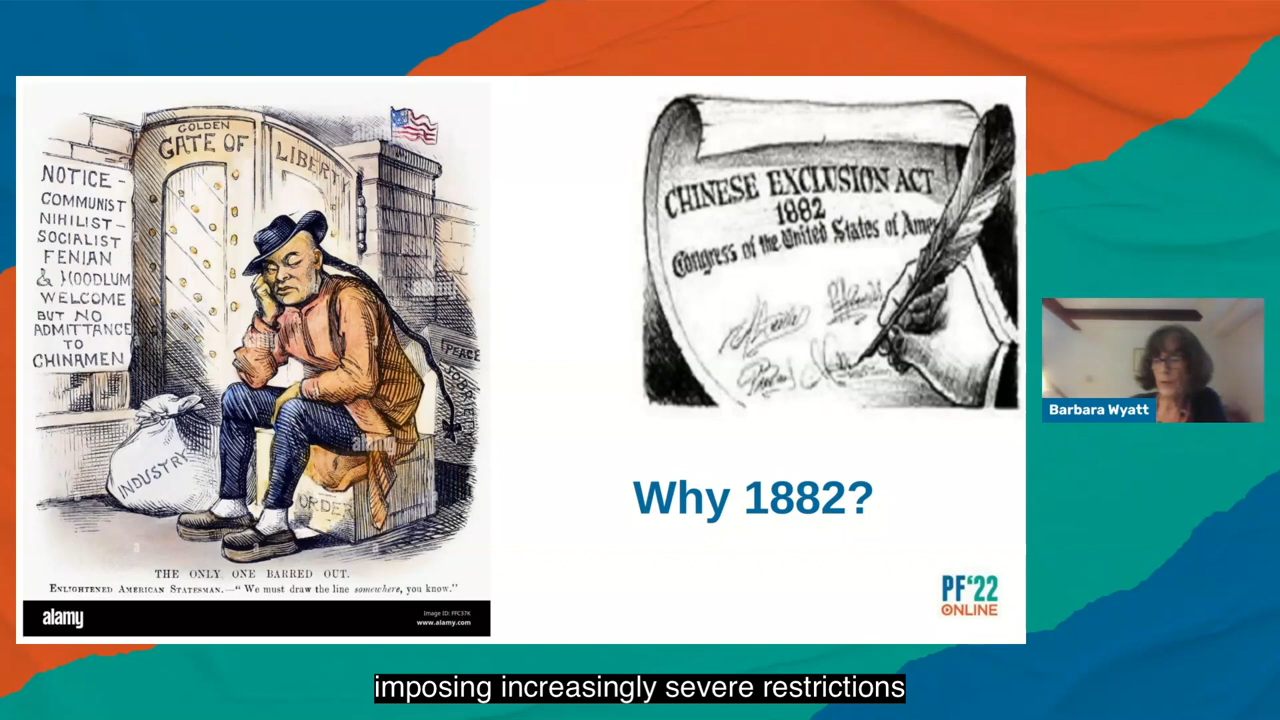 GOLDEN
GATE OF LIBERTY
NOTICE -
COMMUNIST
NIHILIST -
SOCIALIST
FENIAN
& HOODLUM
WELCOME
BUT NO
ADMITTANCE
TO
CHINAMEN
PEACE
INDUSTRY
ORDER
alamy
alamy
THE ONLY ONE BARRED OUT.
ENLIGHTENED AMERICAN STATESMAN.—"We must draw the line somewhere, you know."
alamy
Image ID: FFC37K
www.alamy.com
CHINESE EXCLUSION ACT
1882
Congress of the United States of Ame
Why 1882?
PF'22
ONLINE
Barbara Wyatt
imposing increasingly severe restrictions